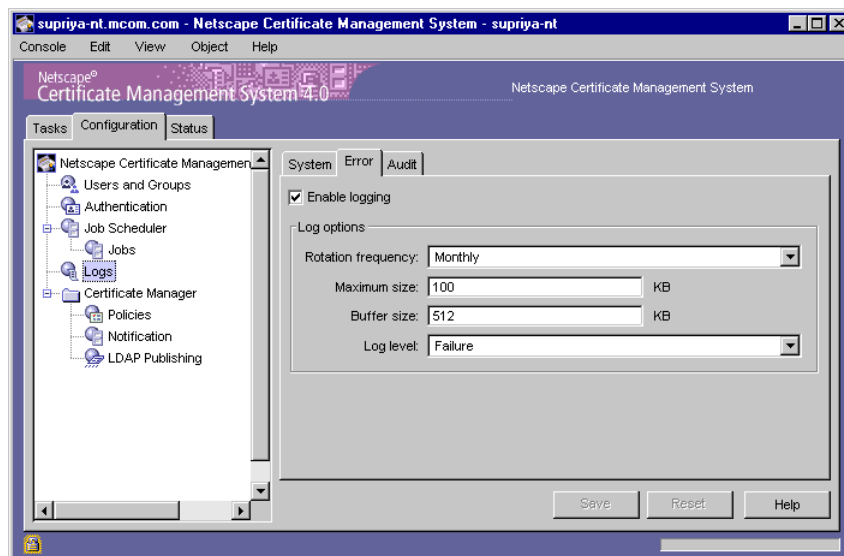 supriya-nt.mcom.com - Netscape Certificate Management System - supriya-nt
Console Edit View Object Help
Netscape®
Certificate Management System 4.0
Netscape Certificate Management System
Tasks Configuration Status
Netscape Certificate Managemen
Users and Groups
Authentication
Job Scheduler
Jobs
Logs
Certificate Manager
Policies
Notification
LDAP Publishing
System Error Audit
Enable logging
Log options
Rotation frequency: Monthly
Maximum size: 100 KB
Buffer size: 512 KB
Log level: Failure
Save Reset Help